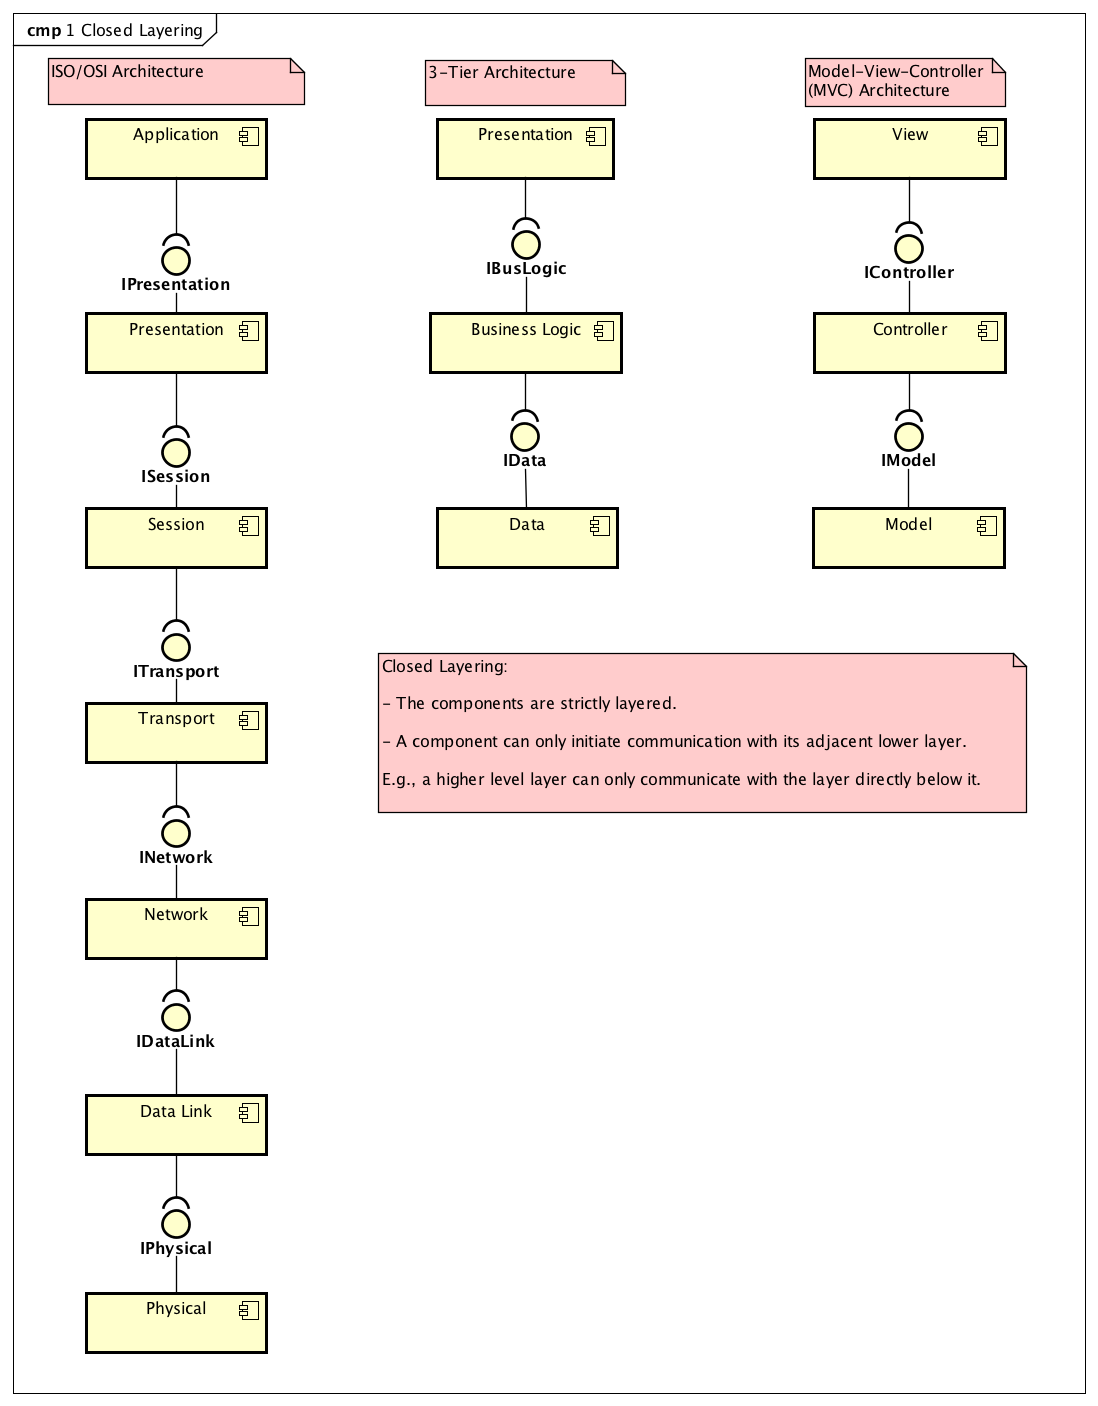 cmp 1 Closed Layering
ISO/OSI Architecture
Application
IPresentation
Presentation
ISession
Session
ITransport
Transport
INetwork
Network
IDataLink
Data Link
IPhysical
Physical
3-Tier Architecture
Presentation
IBusLogic
Business Logic
IData
Data
Model-View-Controller
(MVC) Architecture
View
IController
Controller
IModel
Model
Closed Layering:
- The components are strictly layered.
- A component can only initiate communication with its adjacent lower layer.
E.g., a higher level layer can only communicate with the layer directly below it.